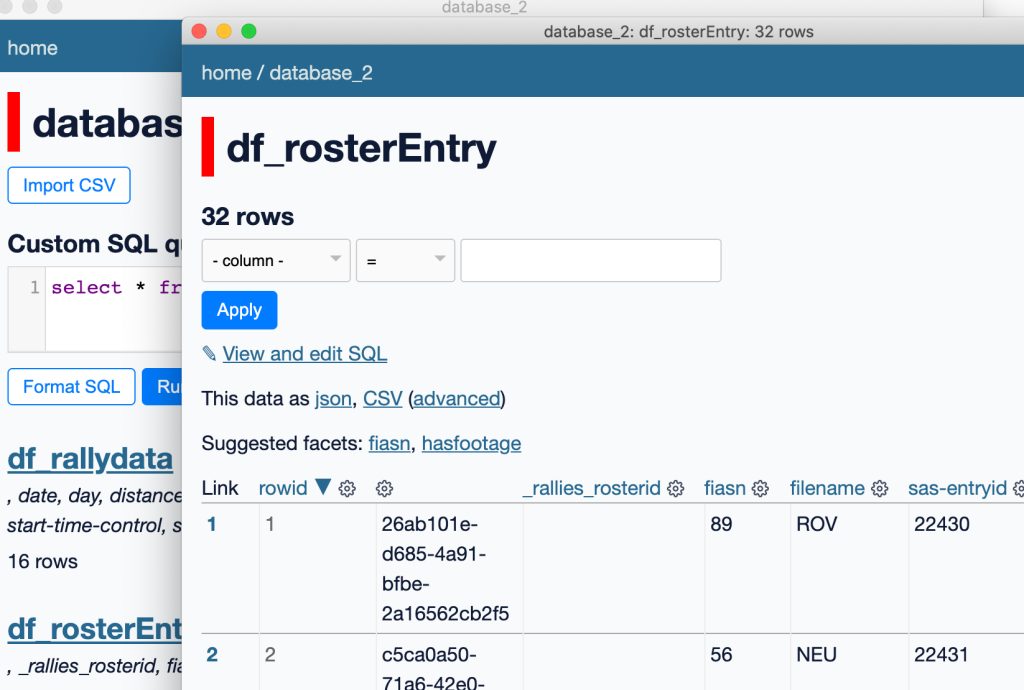 database_2
home
databas
Import CSV
Custom SQL qu
1 select * fr
Format SQL Ru
df_rallydata
, date, day, distance
start-time-control, s
16 rows
df_rosterEnt
, _rallies_rosterid, fia
database_2: df_rosterEntry: 32 rows
home / database_2
df_rosterEntry
32 rows
- column - =
Apply
✎ View and edit SQL
This data as json, CSV (advanced)
Suggested facets: fiasn, hasfootage
Link rowid ▼ _rallies_rosterid fiasn filename sas-entryid
1 1 26ab101e- 89 ROV 22430
d685-4a91-
bfbe-
2a16562cb2f5
2 2 c5ca0a50- 56 NEU 22431
71a6-42e0-